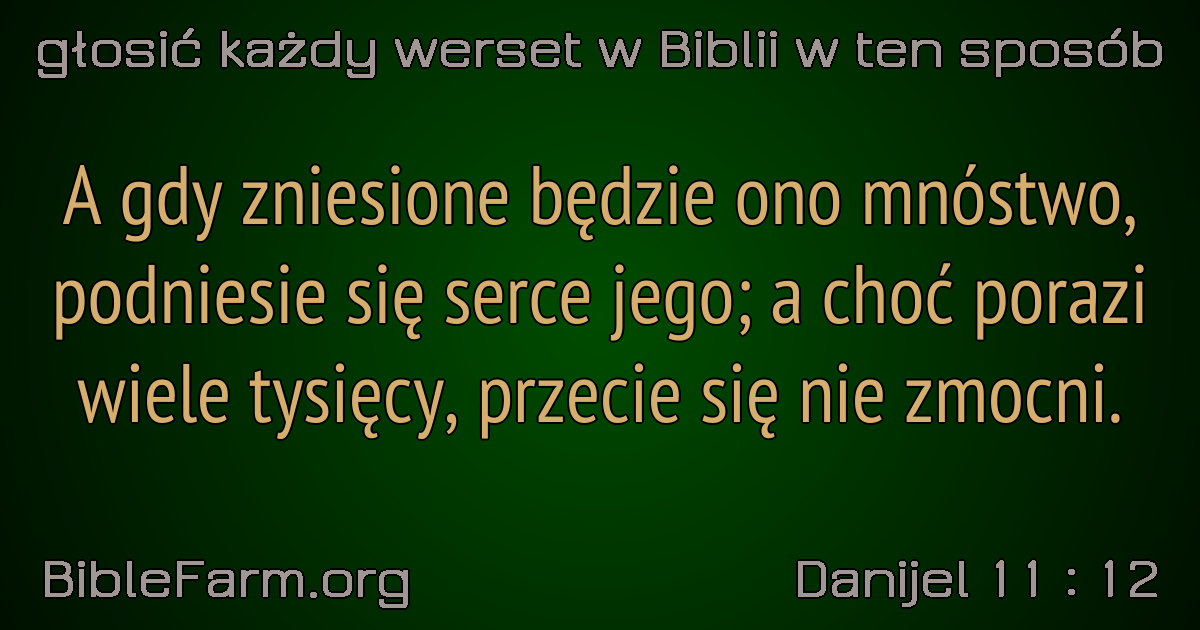 głosić każdy werset w Biblii w ten sposób
A gdy zniesione będzie ono mnóstwo,
podniesie się serce jego; a choć porazi
wiele tysięcy, przecie się nie zmocni.
BibleFarm.org
Danijel 11 : 12